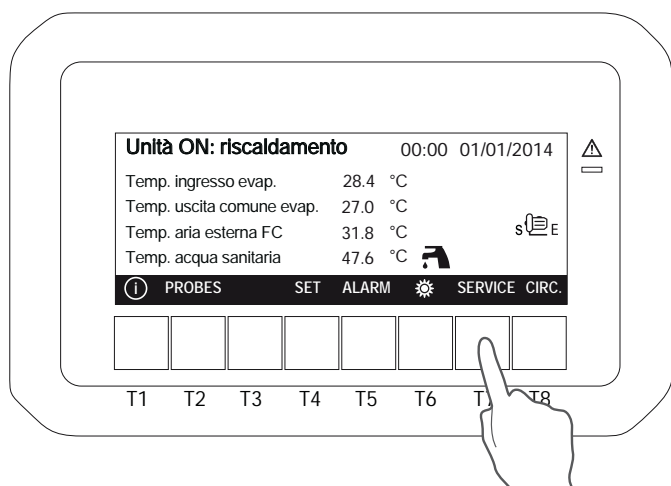 Unità ON: riscaldamento 00:00 01/01/2014
Temp. ingresso evap. 28.4 °C
Temp. uscita comune evap. 27.0 °C
S E
Temp. aria esterna FC 31.8 °C
Temp. acqua sanitaria 47.6 °C
i PROBES SET ALARM SERVICE CIRC.
T1 T2 T3 T4 T5 T6 T7 T8